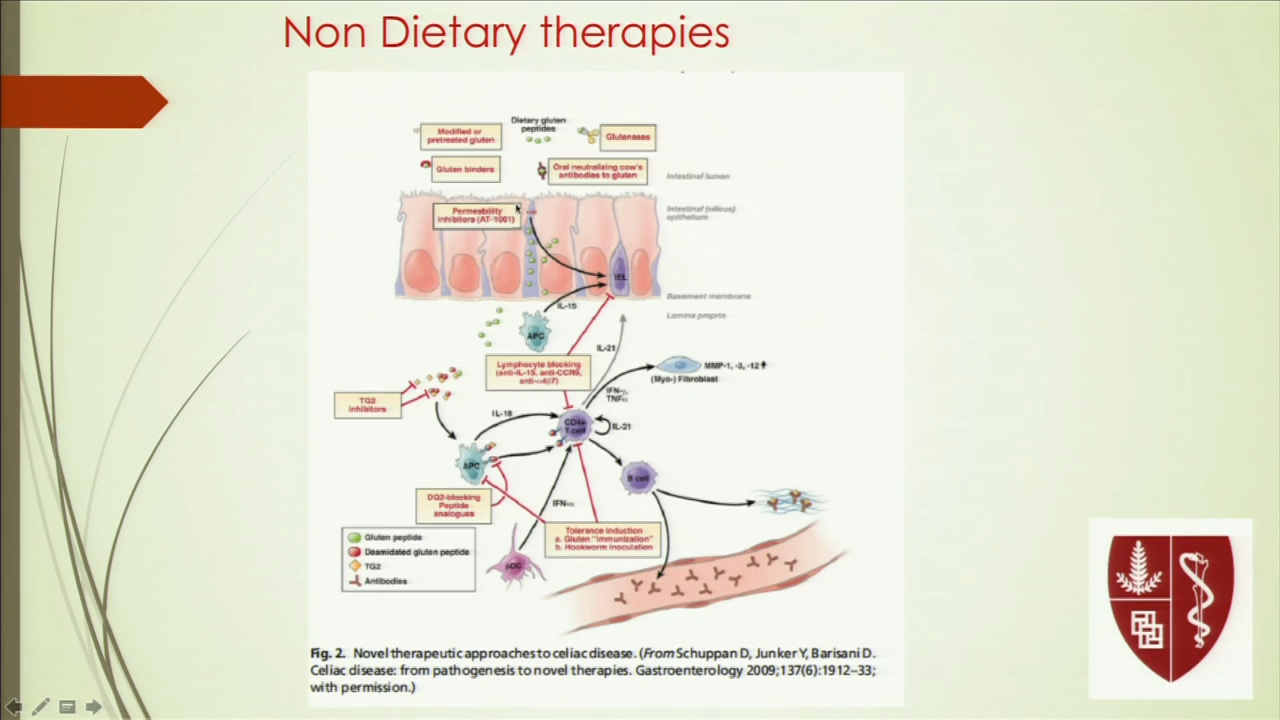 Non Dietary therapies
Modified or
pretreated gluten
Dietary gluten
peptides
Glutenases
Gluten binders
Oral neutralizing cow's
antibodies to gluten
Intestinal lumen
Permeability
inhibitors (AT-1001)
Intestinal (villous)
epithelium
IEL
IL-15
Basement membrane
Lamina propria
APC
IL-21
Lymphocyte blocking
(anti-IL-15, anti-CCR9,
anti-α4β7)
MMP-1, -3, -12
(Myo-) Fibroblast
TG2
inhibitors
IFN-γ,
TNFα
IL-18
CD4+
T cell
IL-21
APC
B cell
DQ2-blocking
Peptide
analogues
IFN-α
Tolerance induction
a. Gluten "immunization"
b. Hookworm inoculation
Gluten peptide
Deamidated gluten peptide
TG2
Antibodies
pDC
Fig. 2. Novel therapeutic approaches to celiac disease. (From Schuppan D, Junker Y, Barisani D.
Celiac disease: from pathogenesis to novel therapies. Gastroenterology 2009;137(6):1912–33;
with permission.)